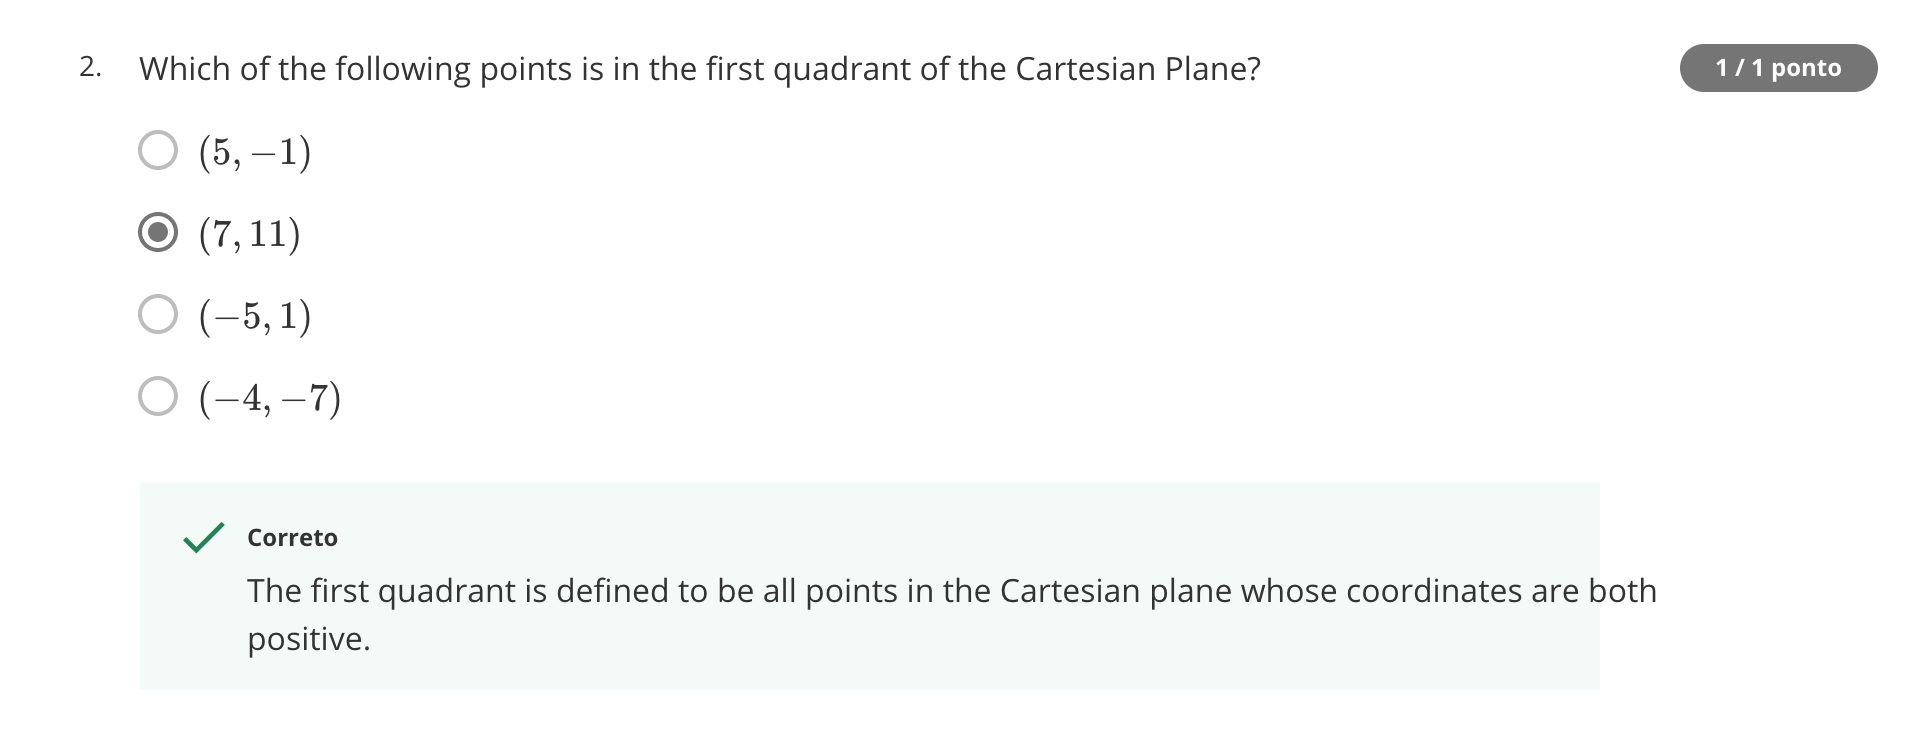 2. Which of the following points is in the first quadrant of the Cartesian Plane?
1 / 1 ponto
(5, −1)
(7, 11)
(−5, 1)
(−4, −7)
Correto
The first quadrant is defined to be all points in the Cartesian plane whose coordinates are both
positive.